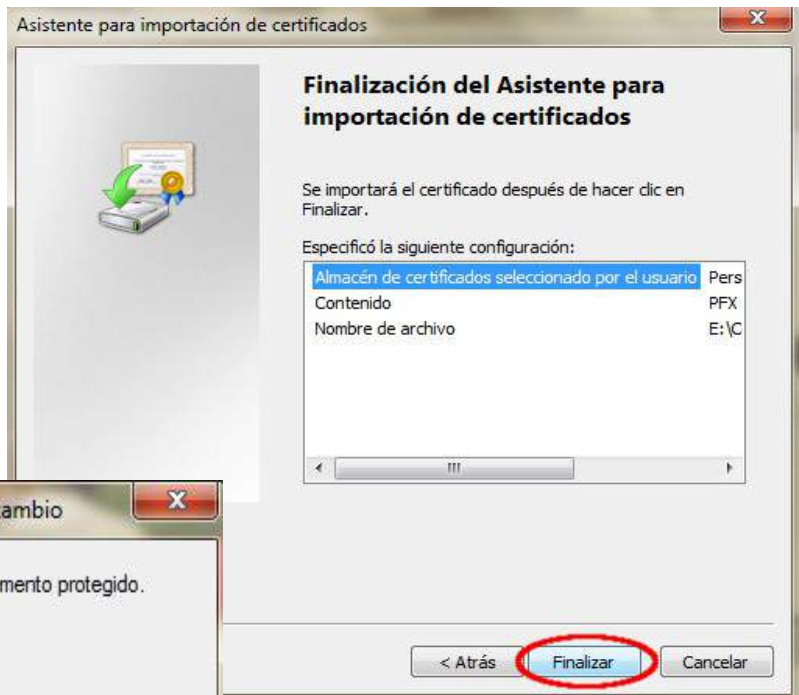 Asistente para importación de certificados
Finalización del Asistente para
importación de certificados
Se importará el certificado después de hacer clic en
Finalizar.
Especificó la siguiente configuración:
Almacén de certificados seleccionado por el usuario Pers
Contenido PFX
Nombre de archivo E:\C
< Atrás Finalizar Cancelar
ambio
mento protegido.